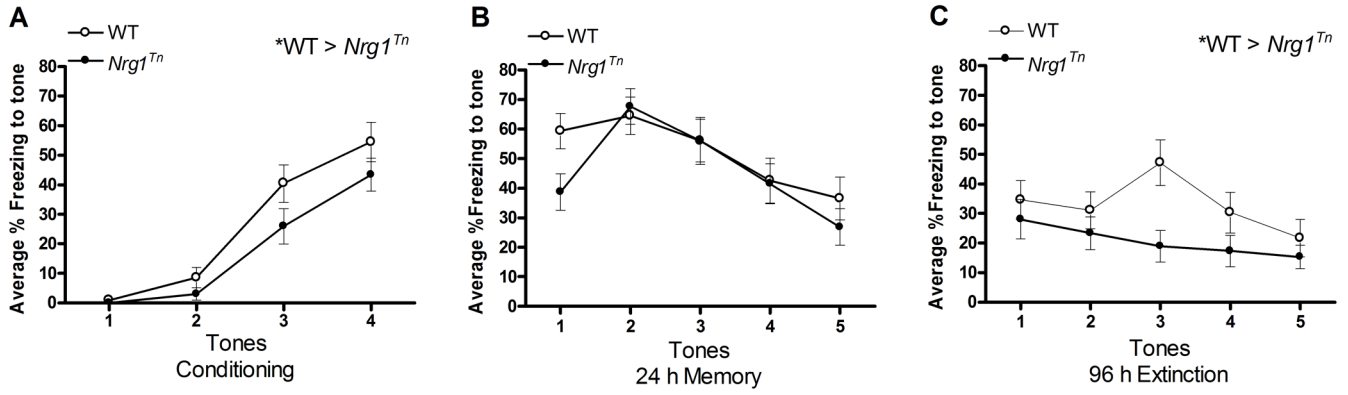 A
WT
Nrg1Tn
*WT > Nrg1Tn
Average % Freezing to tone
80
70
60
50
40
30
20
10
0
1 2 3 4
Tones
Conditioning
B
WT
Nrg1Tn
Average %Freezing to tone
80
70
60
50
40
30
20
10
0
1 2 3 4 5
Tones
24 h Memory
C
WT
Nrg1Tn
*WT > Nrg1Tn
Average % Freezing to tone
80
70
60
50
40
30
20
10
0
1 2 3 4 5
Tones
96 h Extinction